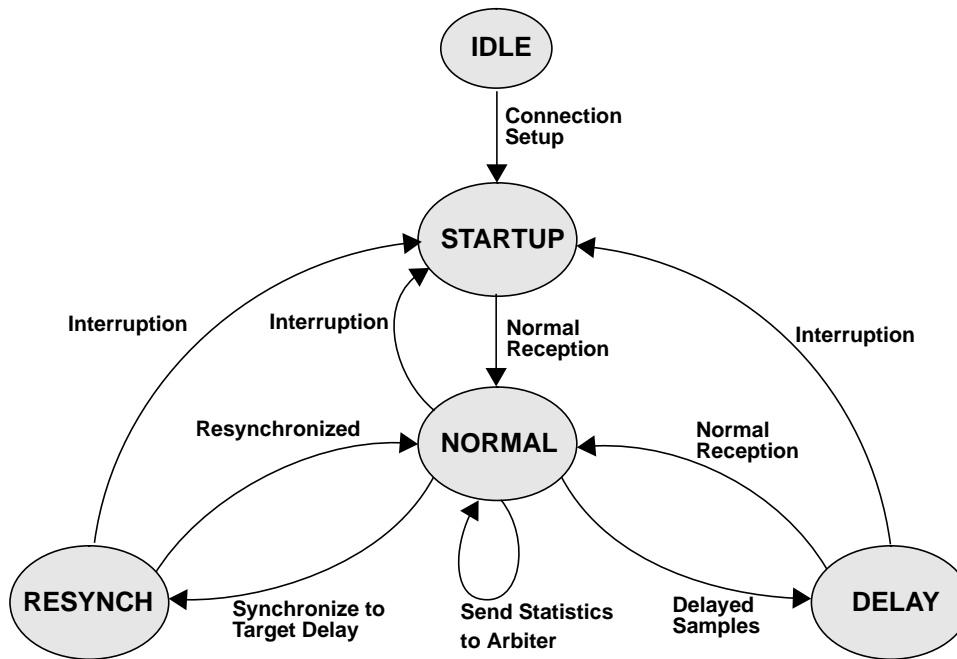 IDLE
Connection
Setup
STARTUP
Interruption
Interruption
Normal
Reception
Interruption
Resynchronized
NORMAL
Normal
Reception
RESYNCH
Synchronize to
Target Delay
Send Statistics
to Arbiter
Delayed
Samples
DELAY